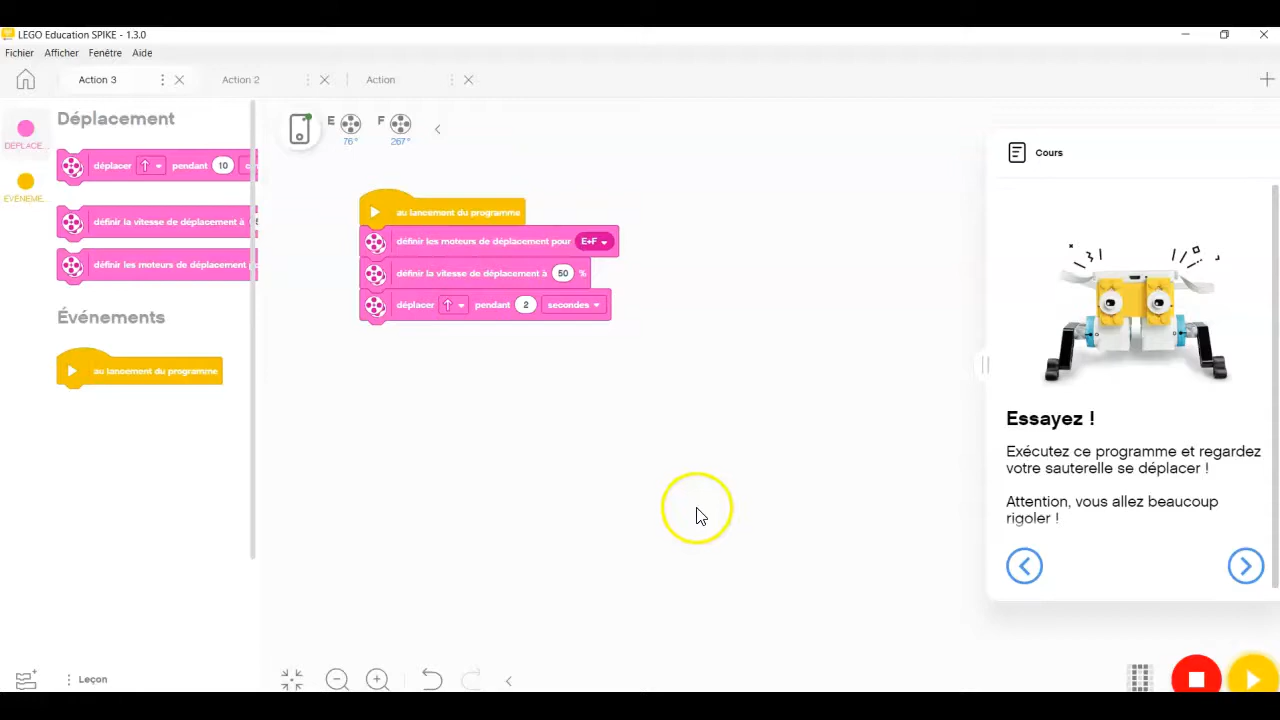 LEGO Education SPIKE - 1.3.0
Fichier Afficher Fenêtre Aide
Action 3
Action 2
Action
DÉPLACE...
ÉVÉNEME...
Déplacement
déplacer pendant 10
définir la vitesse de déplacement à
définir les moteurs de déplacement
Événements
au lancement du programme
E
76°
F
267°
au lancement du programme
définir les moteurs de déplacement pour E+F
définir la vitesse de déplacement à 50 %
déplacer pendant 2 secondes
Cours
Essayez !
Exécutez ce programme et regardez
votre sauterelle se déplacer !
Attention, vous allez beaucoup
rigoler !
Leçon